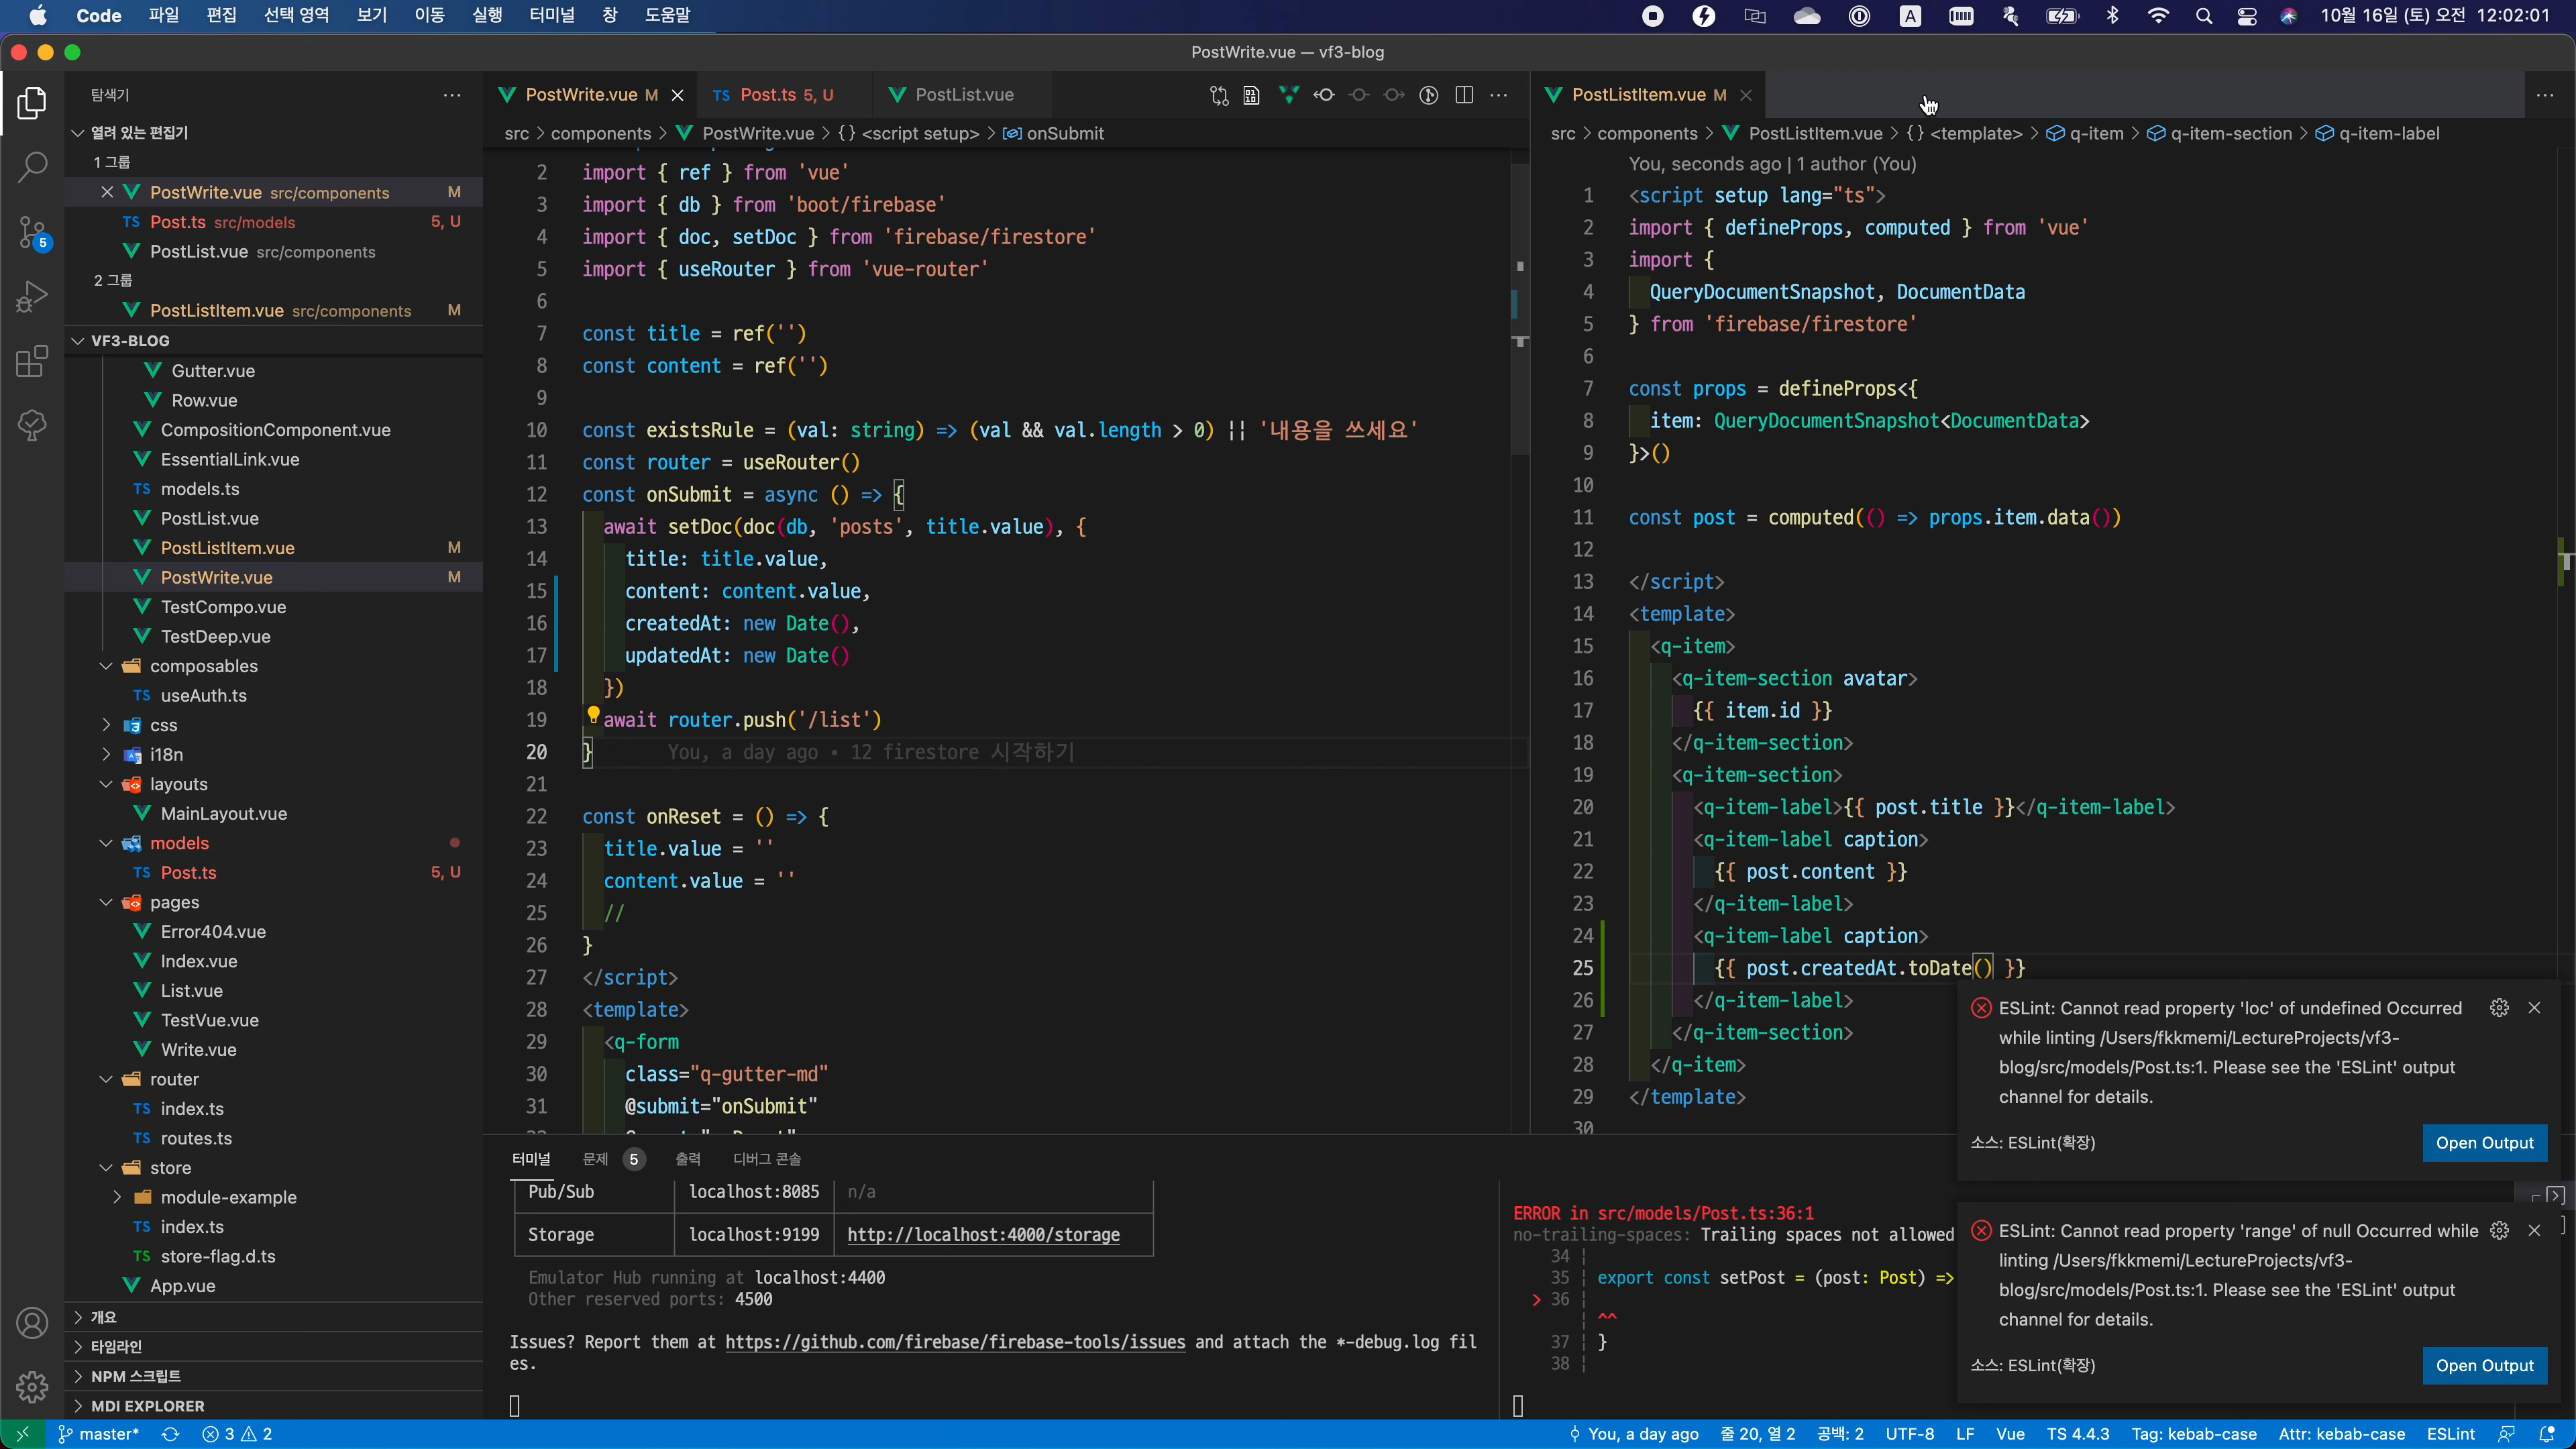 Code 파일 편집 선택 영역 보기 이동 실행 터미널 창 도움말 10월 16일 (토) 오전 12:02:01
PostWrite.vue — vf3-blog
탐색기
열려 있는 편집기
1 그룹
PostWrite.vue src/components M
Post.ts src/models 5, U
PostList.vue src/components
2 그룹
PostListItem.vue src/components M
VF3-BLOG
Gutter.vue
Row.vue
CompositionComponent.vue
EssentialLink.vue
models.ts
PostList.vue
PostListItem.vue M
PostWrite.vue M
TestCompo.vue
TestDeep.vue
composables
useAuth.ts
css
i18n
layouts
MainLayout.vue
models
Post.ts 5, U
pages
Error404.vue
Index.vue
List.vue
TestVue.vue
Write.vue
router
index.ts
routes.ts
store
module-example
index.ts
store-flag.d.ts
App.vue
개요
타임라인
NPM 스크립트
MDI EXPLORER
PostWrite.vue M Post.ts 5, U PostList.vue
src > components > PostWrite.vue > {} <script setup> > onSubmit
2 import { ref } from 'vue'
3 import { db } from 'boot/firebase'
4 import { doc, setDoc } from 'firebase/firestore'
5 import { useRouter } from 'vue-router'
6
7 const title = ref('')
8 const content = ref('')
9
10 const existsRule = (val: string) => (val && val.length > 0) || '내용을 쓰세요'
11 const router = useRouter()
12 const onSubmit = async () => {
13 await setDoc(doc(db, 'posts', title.value), {
14 title: title.value,
15 content: content.value,
16 createdAt: new Date(),
17 updatedAt: new Date()
18 })
19 await router.push('/list')
20 } You, a day ago • 12 firestore 시작하기
21
22 const onReset = () => {
23 title.value = ''
24 content.value = ''
25 //
26 }
27 </script>
28 <template>
29 <q-form
30 class="q-gutter-md"
31 @submit="onSubmit"
PostListItem.vue M
src > components > PostListItem.vue > {} <template> > q-item > q-item-section > q-item-label
You, seconds ago | 1 author (You)
1 <script setup lang="ts">
2 import { defineProps, computed } from 'vue'
3 import {
4 QueryDocumentSnapshot, DocumentData
5 } from 'firebase/firestore'
6
7 const props = defineProps<{
8 item: QueryDocumentSnapshot<DocumentData>
9 }>()
10
11 const post = computed(() => props.item.data())
12
13 </script>
14 <template>
15 <q-item>
16 <q-item-section avatar>
17 {{ item.id }}
18 </q-item-section>
19 <q-item-section>
20 <q-item-label>{{ post.title }}</q-item-label>
21 <q-item-label caption>
22 {{ post.content }}
23 </q-item-label>
24 <q-item-label caption>
25 {{ post.createdAt.toDate() }}
26 </q-item-label>
27 </q-item-section>
28 </q-item>
29 </template>
30
터미널 문제 5 출력 디버그 콘솔
Pub/Sub localhost:8085 n/a
Storage localhost:9199 http://localhost:4000/storage
Emulator Hub running at localhost:4400
Other reserved ports: 4500
Issues? Report them at https://github.com/firebase/firebase-tools/issues and attach the *-debug.log fil
es.
ERROR in src/models/Post.ts:36:1
no-trailing-spaces: Trailing spaces not allowed
34
35 export const setPost = (post: Post) =>
> 36
^^
37 }
38
ESLint: Cannot read property 'loc' of undefined Occurred
while linting /Users/fkkmemi/LectureProjects/vf3-
blog/src/models/Post.ts:1. Please see the 'ESLint' output
channel for details.
소스: ESLint(확장) Open Output
ESLint: Cannot read property 'range' of null Occurred while
linting /Users/fkkmemi/LectureProjects/vf3-
blog/src/models/Post.ts:1. Please see the 'ESLint' output
channel for details.
소스: ESLint(확장) Open Output
master* 3 2 You, a day ago 줄 20, 열 2 공백: 2 UTF-8 LF Vue TS 4.4.3 Tag: kebab-case Attr: kebab-case ESLint